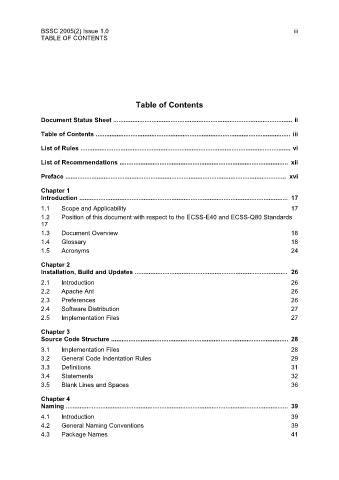 BSSC 2005(2) Issue 1.0 iii
TABLE OF CONTENTS
Table of Contents
Document Status Sheet ........................................................................ ii
Table of Contents ........................................................................ iii
List of Rules ........................................................................ vi
List of Recommendations ........................................................................ xii
Preface ........................................................................ xvi
Chapter 1
Introduction ........................................................................ 17
1.1 Scope and Applicability 17
1.2 Position of this document with respect to the ECSS-E40 and ECSS-Q80 Standards
17
1.3 Document Overview 18
1.4 Glossary 18
1.5 Acronyms 24
Chapter 2
Installation, Build and Updates ........................................................................ 26
2.1 Introduction 26
2.2 Apache Ant 26
2.3 Preferences 26
2.4 Software Distribution 27
2.5 Implementation Files 27
Chapter 3
Source Code Structure ........................................................................ 28
3.1 Implementation Files 28
3.2 General Code Indentation Rules 29
3.3 Definitions 31
3.4 Statements 32
3.5 Blank Lines and Spaces 36
Chapter 4
Naming ........................................................................ 39
4.1 Introduction 39
4.2 General Naming Conventions 39
4.3 Package Names 41